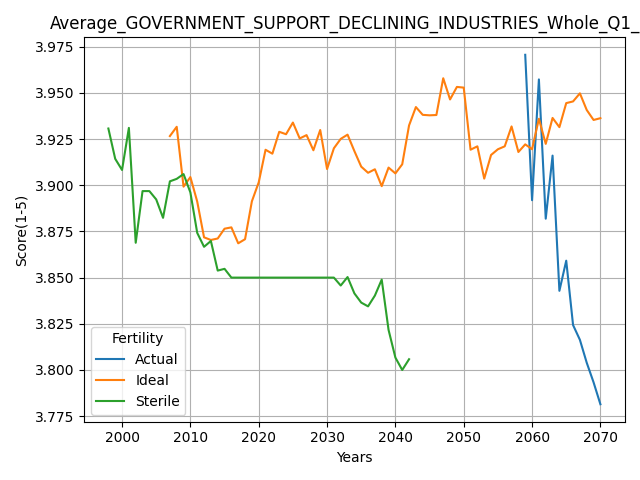 Average_GOVERNMENT_SUPPORT_DECLINING_INDUSTRIES_Whole_Q1_
3.975
3.950
3.925
3.900
3.875
3.850
3.825
3.800
3.775
Score(1-5)
Fertility
Actual
Ideal
Sterile
2000 2010 2020 2030 2040 2050 2060 2070
Years